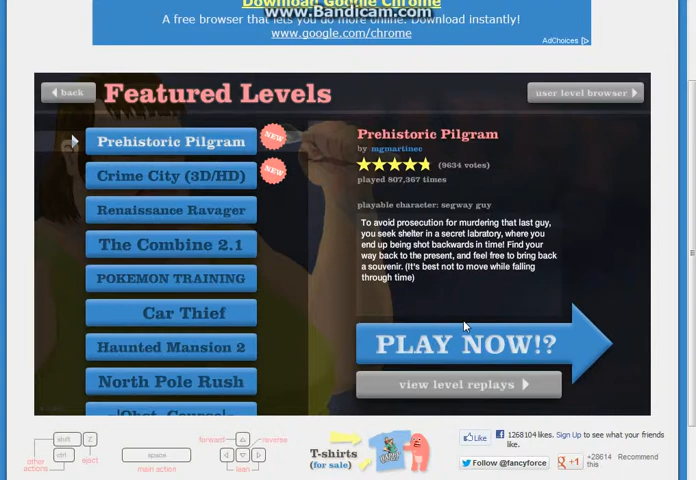 Download Google Chrome
www.Bandicam.com
A free browser that lets you do more online. Download instantly!
www.google.com/chrome
AdChoices
back
Featured Levels
user level browser
Prehistoric Pilgram
NEW
Crime City (3D/HD)
NEW
Renaissance Ravager
The Combine 2.1
POKEMON TRAINING
Car Thief
Haunted Mansion 2
North Pole Rush
-|Obst. Course|-
Prehistoric Pilgram
by mgmartinee
(9634 votes)
played 807,367 times
playable character: segway guy
To avoid prosecution for murdering that last guy,
you seek shelter in a secret labratory, where you
end up being shot backwards in time! Find your
way back to the present, and feel free to bring back
a souvenir. (It's best not to move while falling
through time)
PLAY NOW!?
view level replays
shift
Z
ctrl
eject
other
actions
space
main action
forward
reverse
lean
T-shirts
(for sale)
Like
1268104 likes. Sign Up to see what your friends
like.
Follow @fancyforce
+1
+28614 Recommend
this